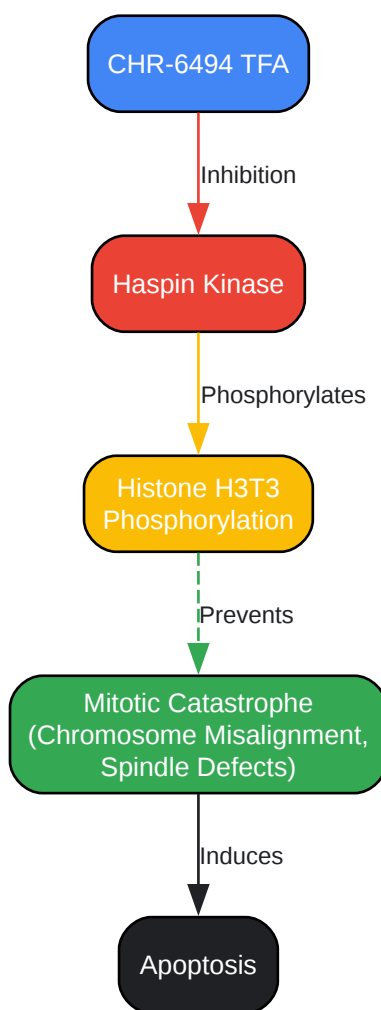 CHR-6494 TFA
Inhibition
Haspin Kinase
Phosphorylates
Histone H3T3
Phosphorylation
Prevents
Mitotic Catastrophe
(Chromosome Misalignment,
Spindle Defects)
Induces
Apoptosis